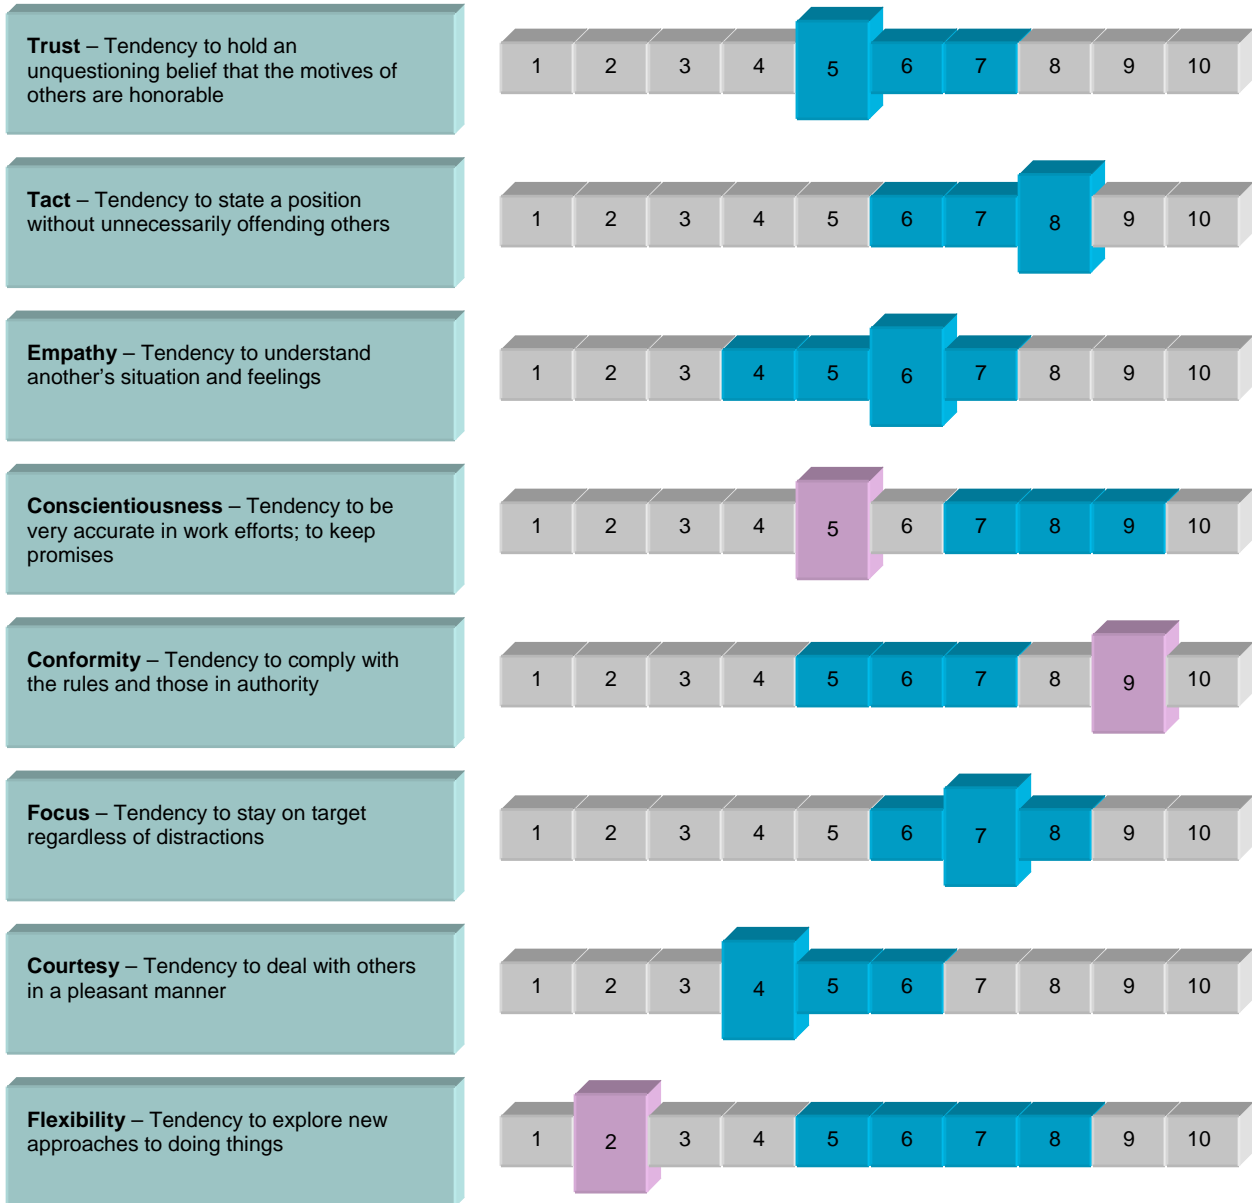 Trust – Tendency to hold an
unquestioning belief that the motives of
others are honorable
1 2 3 4 5 6 7 8 9 10
Tact – Tendency to state a position
without unnecessarily offending others
1 2 3 4 5 6 7 8 9 10
Empathy – Tendency to understand
another’s situation and feelings
1 2 3 4 5 6 7 8 9 10
Conscientiousness – Tendency to be
very accurate in work efforts; to keep
promises
1 2 3 4 5 6 7 8 9 10
Conformity – Tendency to comply with
the rules and those in authority
1 2 3 4 5 6 7 8 9 10
Focus – Tendency to stay on target
regardless of distractions
1 2 3 4 5 6 7 8 9 10
Courtesy – Tendency to deal with others
in a pleasant manner
1 2 3 4 5 6 7 8 9 10
Flexibility – Tendency to explore new
approaches to doing things
1 2 3 4 5 6 7 8 9 10